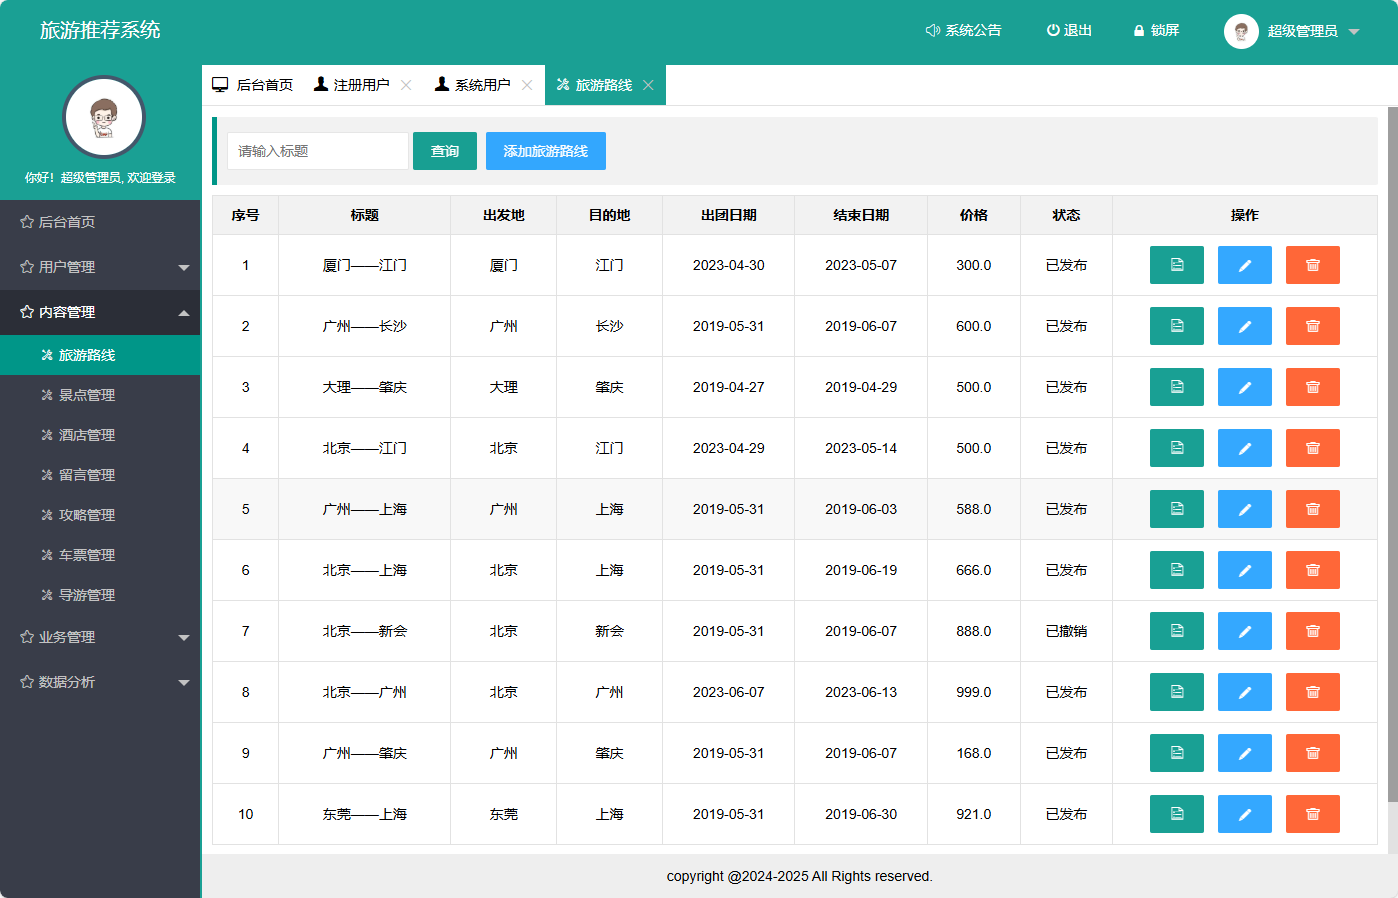 旅游推荐系统
系统公告 退出 锁屏 超级管理员
你好！超级管理员, 欢迎登录
后台首页
用户管理
内容管理
旅游路线
景点管理
酒店管理
留言管理
攻略管理
车票管理
导游管理
业务管理
数据分析
后台首页 注册用户 系统用户 旅游路线
请输入标题 查询 添加旅游路线
序号 标题 出发地 目的地 出团日期 结束日期 价格 状态 操作
1 厦门——江门 厦门 江门 2023-04-30 2023-05-07 300.0 已发布
2 广州——长沙 广州 长沙 2019-05-31 2019-06-07 600.0 已发布
3 大理——肇庆 大理 肇庆 2019-04-27 2019-04-29 500.0 已发布
4 北京——江门 北京 江门 2023-04-29 2023-05-14 500.0 已发布
5 广州——上海 广州 上海 2019-05-31 2019-06-03 588.0 已发布
6 北京——上海 北京 上海 2019-05-31 2019-06-19 666.0 已发布
7 北京——新会 北京 新会 2019-05-31 2019-06-07 888.0 已撤销
8 北京——广州 北京 广州 2023-06-07 2023-06-13 999.0 已发布
9 广州——肇庆 广州 肇庆 2019-05-31 2019-06-07 168.0 已发布
10 东莞——上海 东莞 上海 2019-05-31 2019-06-30 921.0 已发布
copyright @2024-2025 All Rights reserved.